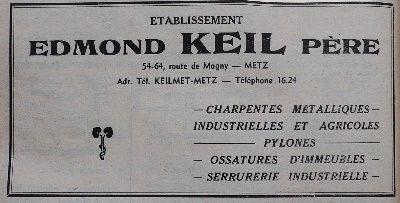 ETABLISSEMENT
EDMOND KEIL PÈRE
54-64, route de Magny — METZ
Adr. Tél. KEILMET-METZ — Téléphone 16.24
— CHARPENTES MÉTALLIQUES —
INDUSTRIELLES ET AGRICOLES
— PYLONES —
— OSSATURES D'IMMEUBLES —
— SERRURERIE INDUSTRIELLE —